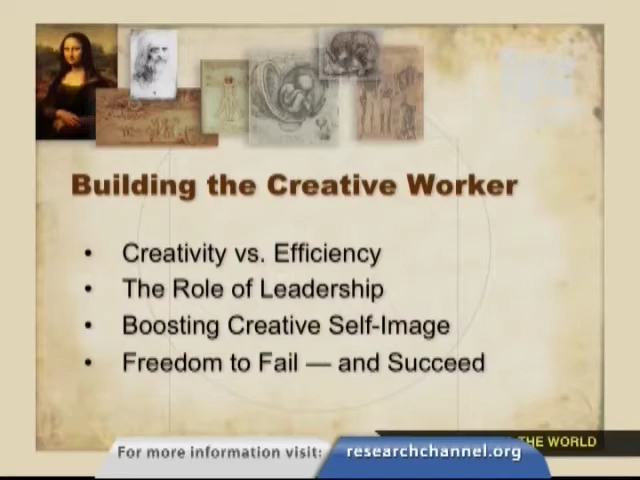 Building the Creative Worker
• Creativity vs. Efficiency
• The Role of Leadership
• Boosting Creative Self-Image
• Freedom to Fail — and Succeed
THE WORLD
For more information visit: researchchannel.org